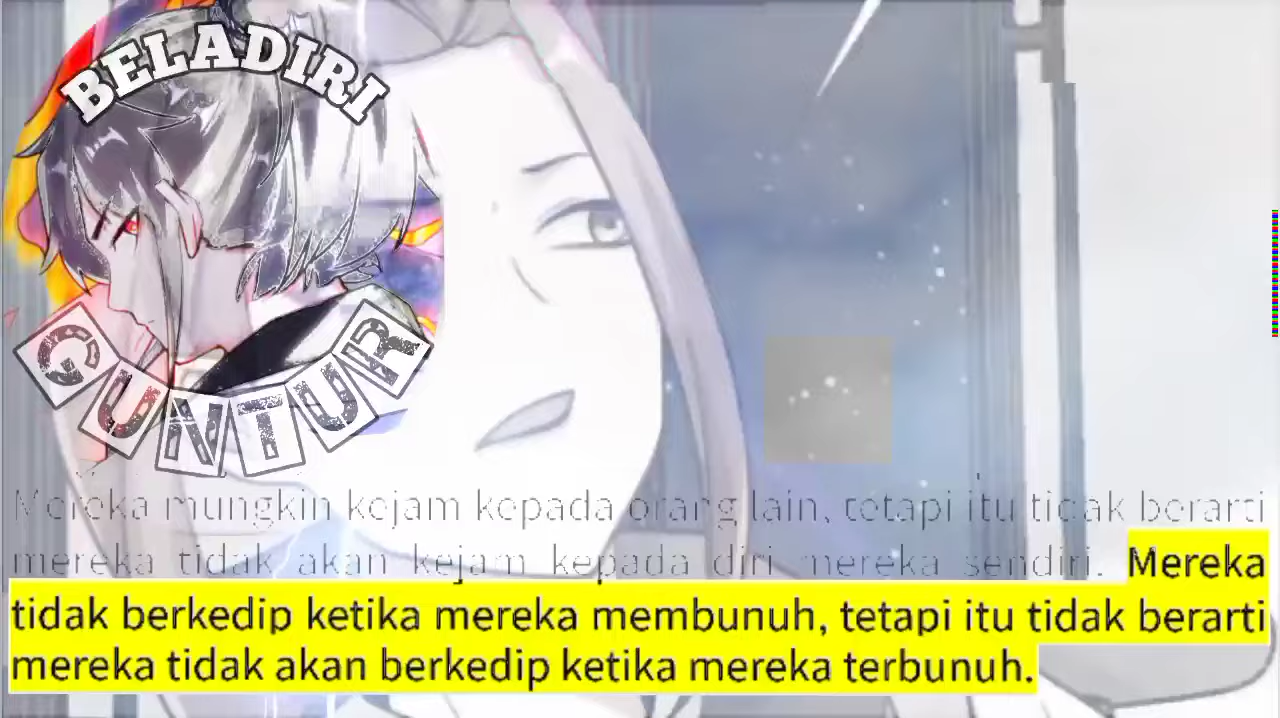 BELADIRI
GUNTUR
Mereka mungkin kejam kepada orang lain, tetapi itu tidak berarti
mereka tidak akan kejam kepada diri mereka sendiri. Mereka
tidak berkedip ketika mereka membunuh, tetapi itu tidak berarti
mereka tidak akan berkedip ketika mereka terbunuh.